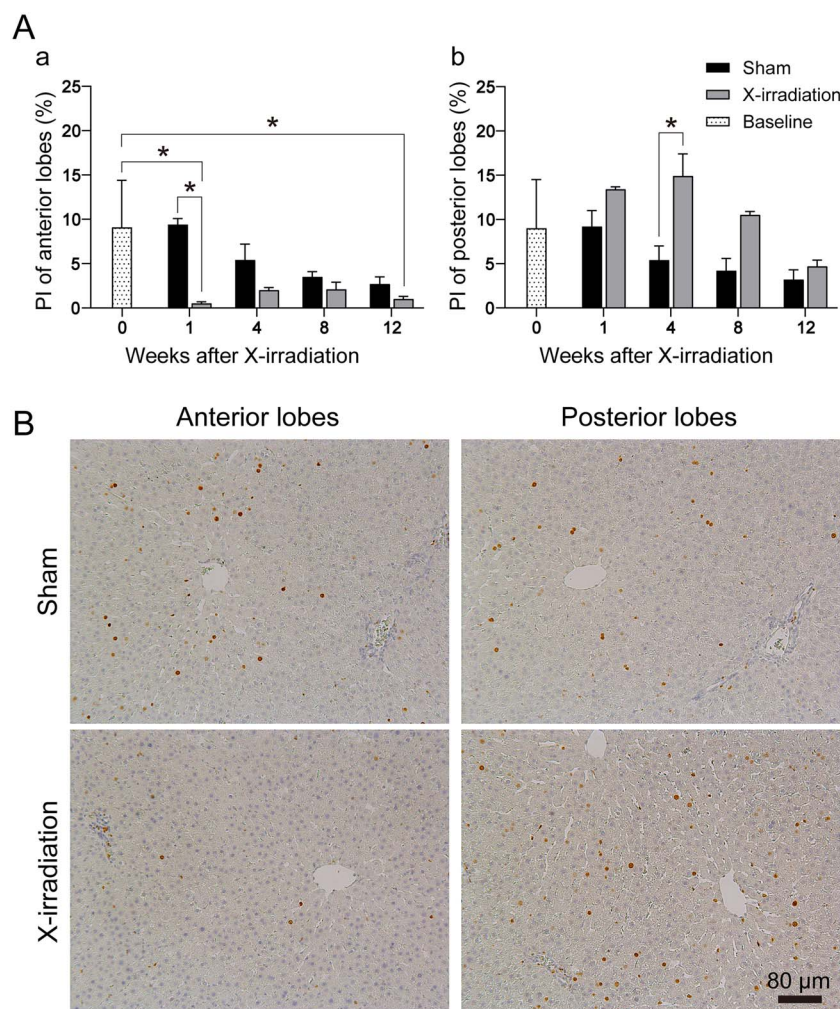 A
a
25
20
15
10
5
0
PI of anterior lobes (%)
*
*
*
0 1 4 8 12
Weeks after X-irradiation
b
25
20
15
10
5
0
PI of posterior lobes (%)
*
0 1 4 8 12
Weeks after X-irradiation
Sham
X-irradiation
Baseline
B
Anterior lobes
Posterior lobes
Sham
X-irradiation
80 µm